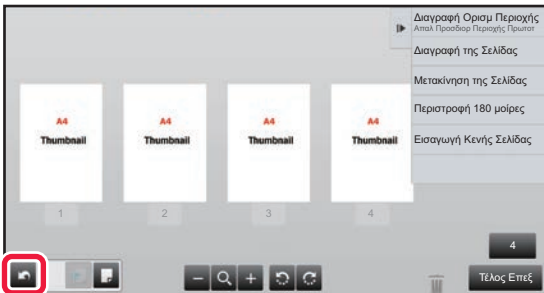 Διαγραφή Ορισμ Περιοχής
Απαλ Προσδιορ Περιοχής Πρωτοτ
Διαγραφή της Σελίδας
Μετακίνηση της Σελίδας
Περιστροφή 180 μοίρες
Εισαγωγή Κενής Σελίδας
A4 A4 A4 A4
Thumbnail Thumbnail Thumbnail Thumbnail
1 2 3 4
4
Τέλος Επεξ